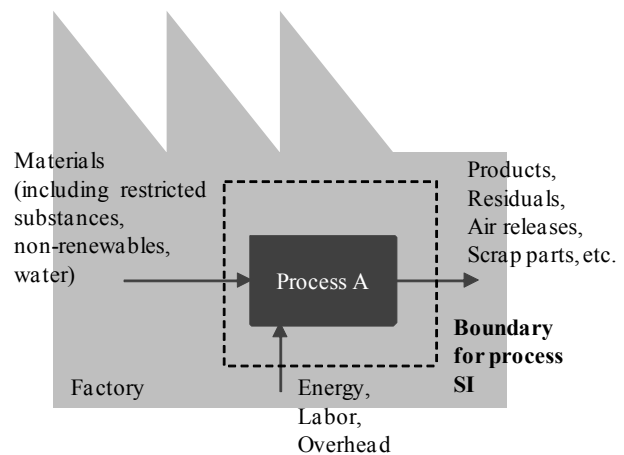 Materials
(including restricted
substances,
non-renewables,
water)
Products,
Residuals,
Air releases,
Scrap parts, etc.
Process A
Boundary
for process
SI
Factory
Energy,
Labor,
Overhead